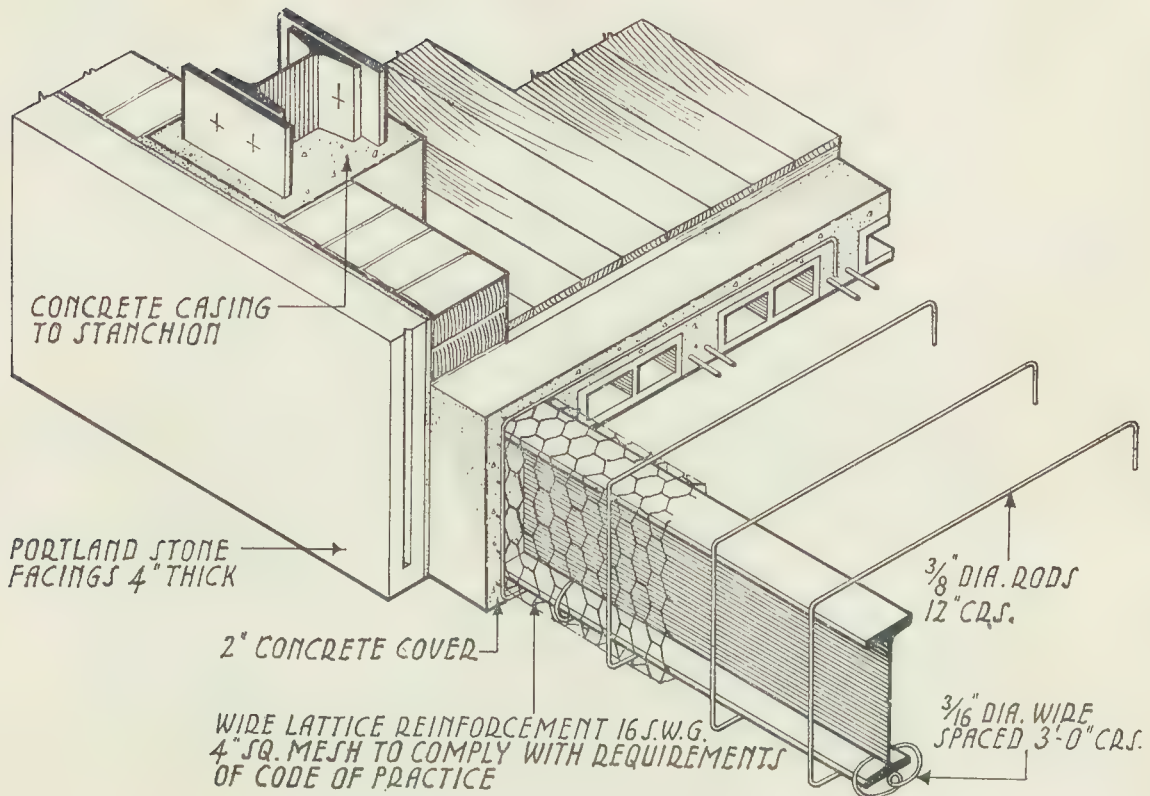 CONCRETE CASING
TO STANCHION
PORTLAND STONE
FACINGS 4" THICK
2" CONCRETE COVER
WIRE LATTICE REINFORCEMENT 16 S.W.G.
4" SQ. MESH TO COMPLY WITH REQUIREMENTS
OF CODE OF PRACTICE
3/8" DIA. RODS
12" CRS.
3/16" DIA. WIRE
SPACED 3'-0" CRS.